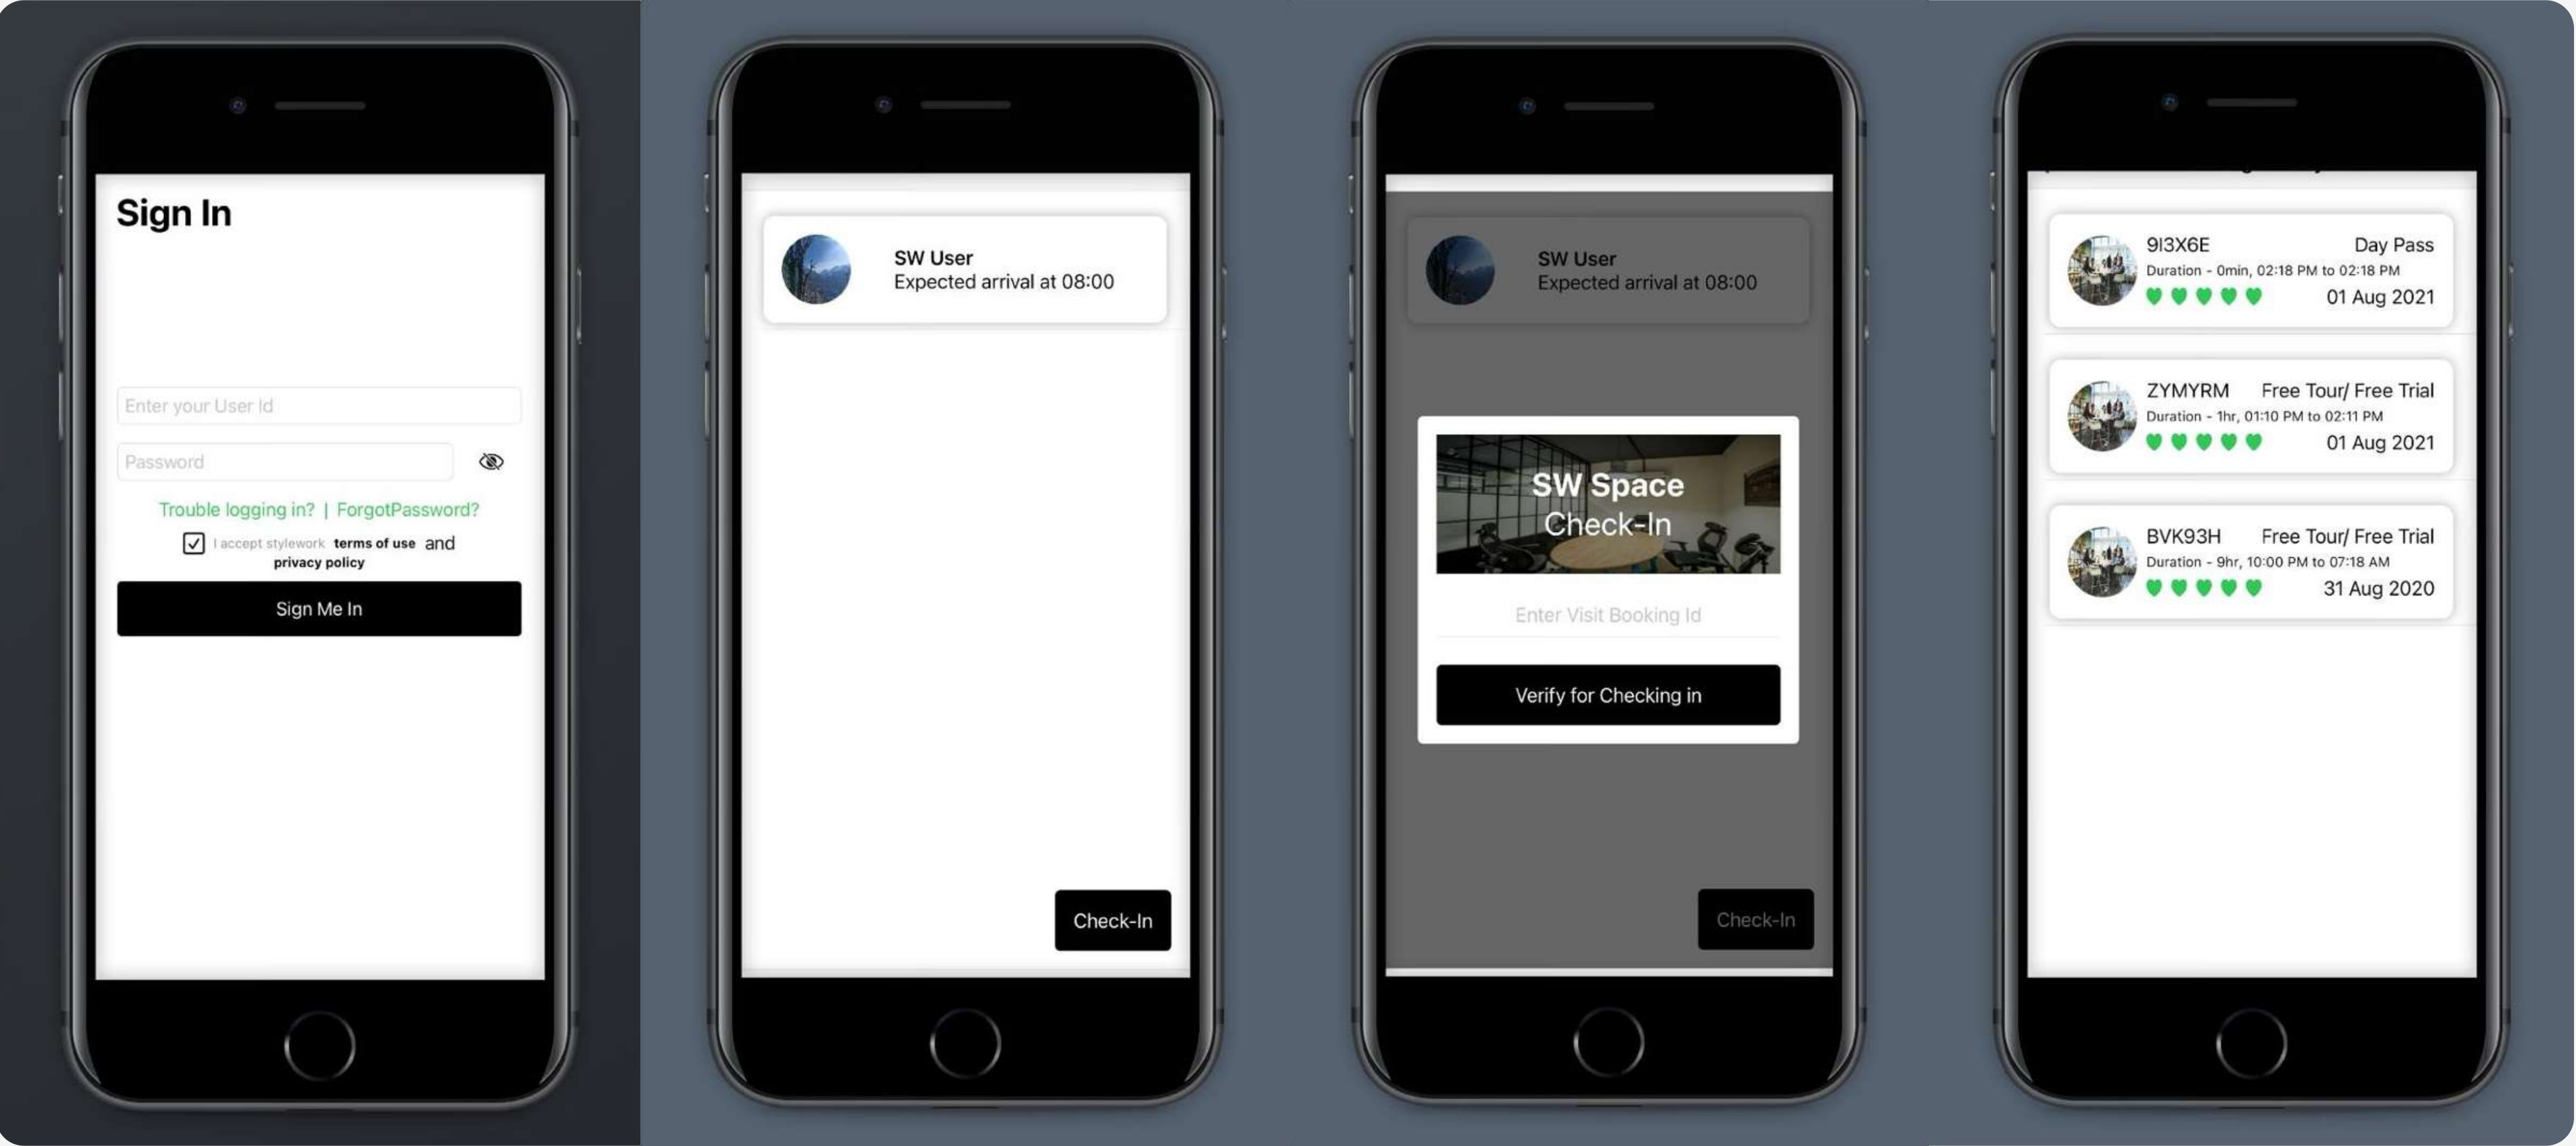 Sign In
Enter your User Id
Password
Trouble logging in? | ForgotPassword?
I accept stylework terms of use and
privacy policy
Sign Me In
SW User
Expected arrival at 08:00
Check-In
SW User
Expected arrival at 08:00
SW Space
Check-In
Enter Visit Booking Id
Verify for Checking in
Check-In
9I3X6E Day Pass
Duration - 0min, 02:18 PM to 02:18 PM
01 Aug 2021
ZYMYRM Free Tour/ Free Trial
Duration - 1hr, 01:10 PM to 02:11 PM
01 Aug 2021
BVK93H Free Tour/ Free Trial
Duration - 9hr, 10:00 PM to 07:18 AM
31 Aug 2020